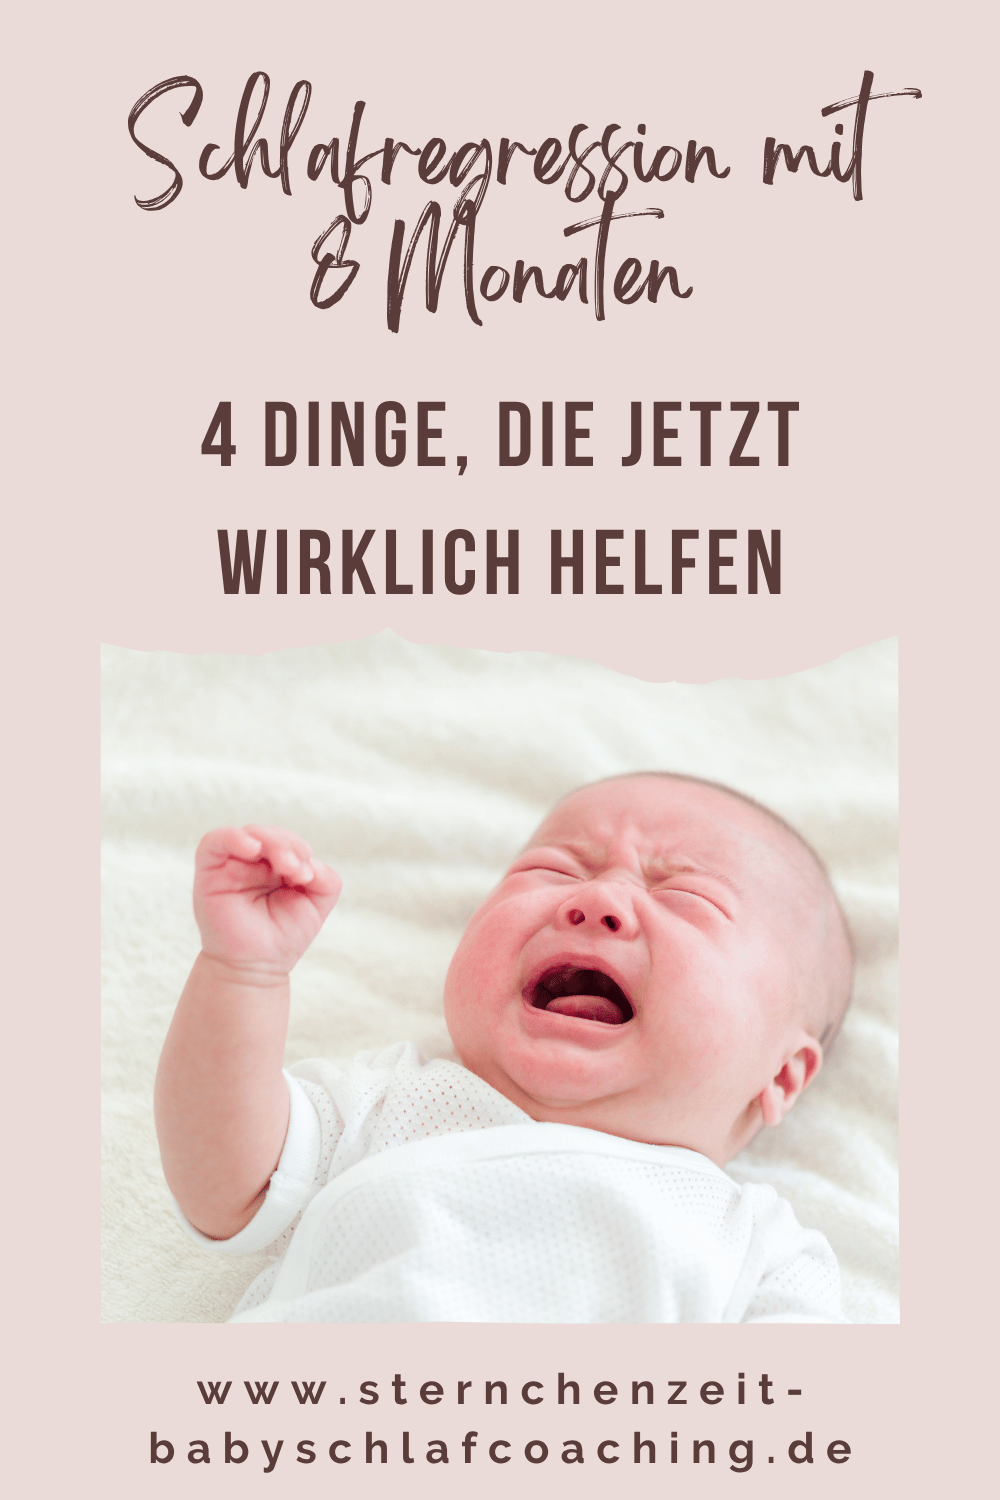 Schlafregression mit
8 Monaten
4 DINGE, DIE JETZT
WIRKLICH HELFEN
www.sternchenzeit-
babyschlafcoaching.de